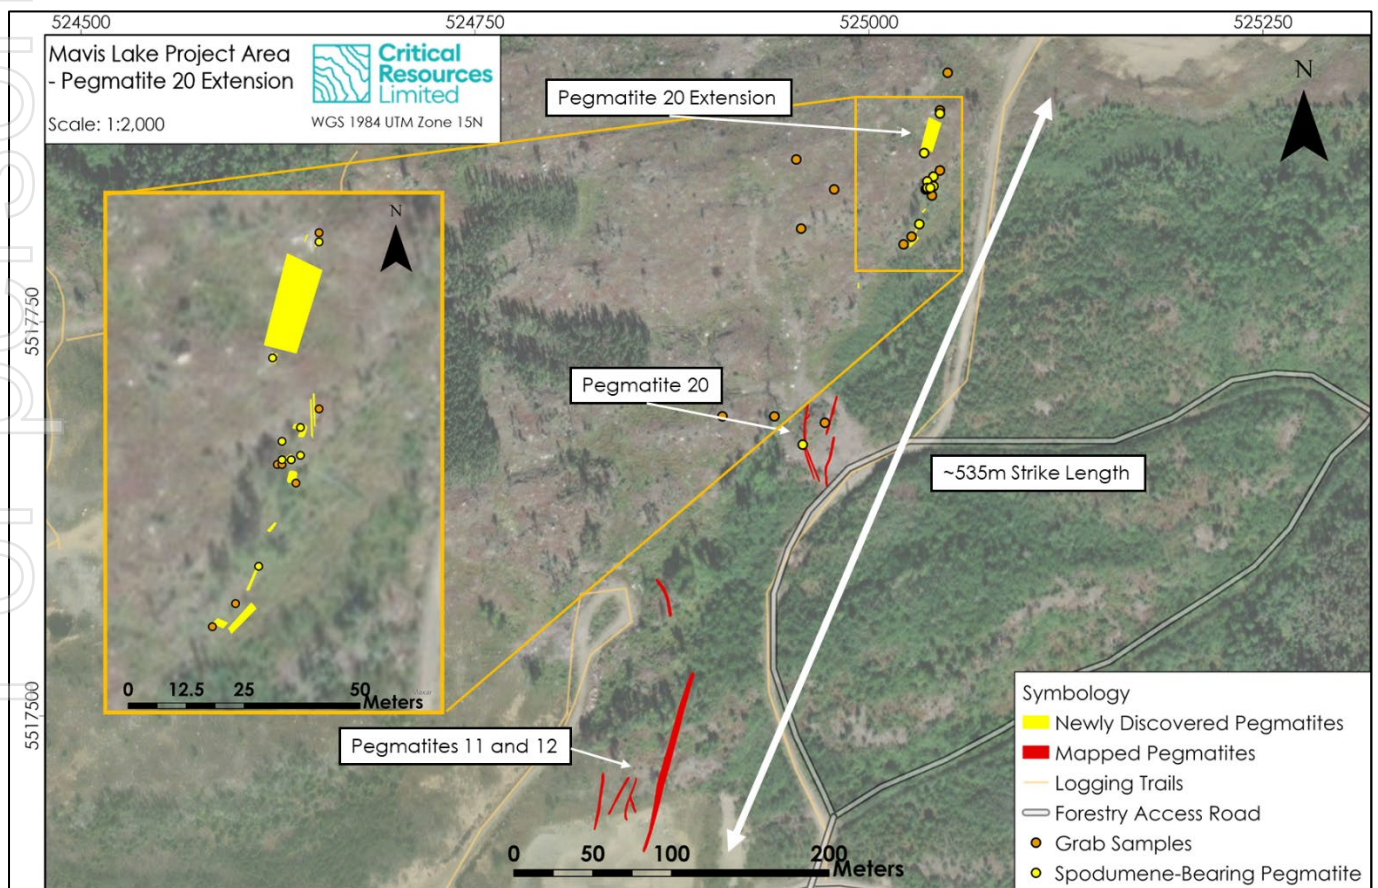 524500
524750
525000
525250
Mavis Lake Project Area
- Pegmatite 20 Extension
Scale: 1:2,000
Critical
Resources
Limited
WGS 1984 UTM Zone 15N
Pegmatite 20 Extension
N
N
5517750
Pegmatite 20
~535m Strike Length
0 12.5 25 50
Meters
5517500
Pegmatites 11 and 12
0 50 100 200
Meters
Symbology
Newly Discovered Pegmatites
Mapped Pegmatites
Logging Trails
Forestry Access Road
Grab Samples
Spodumene-Bearing Pegmatite